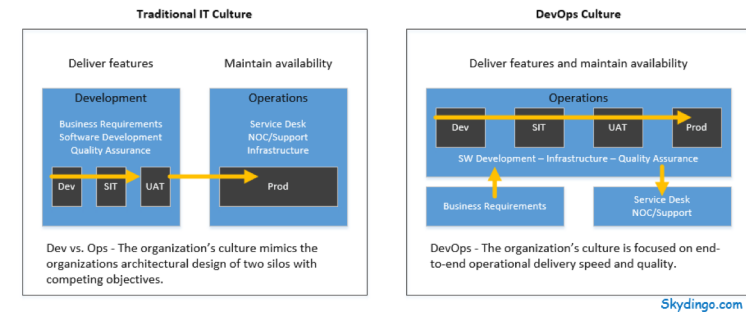 Traditional IT Culture
Deliver features
Maintain availability
Development
Business Requirements
Software Development
Quality Assurance
Dev
SIT
UAT
Operations
Service Desk
NOC/Support
Infrastructure
Prod
Dev vs. Ops - The organization's culture mimics the
organizations architectural design of two silos with
competing objectives.
DevOps Culture
Deliver features and maintain availability
Operations
Dev
SIT
UAT
Prod
SW Development – Infrastructure – Quality Assurance
Business Requirements
Service Desk
NOC/Support
DevOps - The organization's culture is focused on end-
to-end operational delivery speed and quality.
Skydingo.com